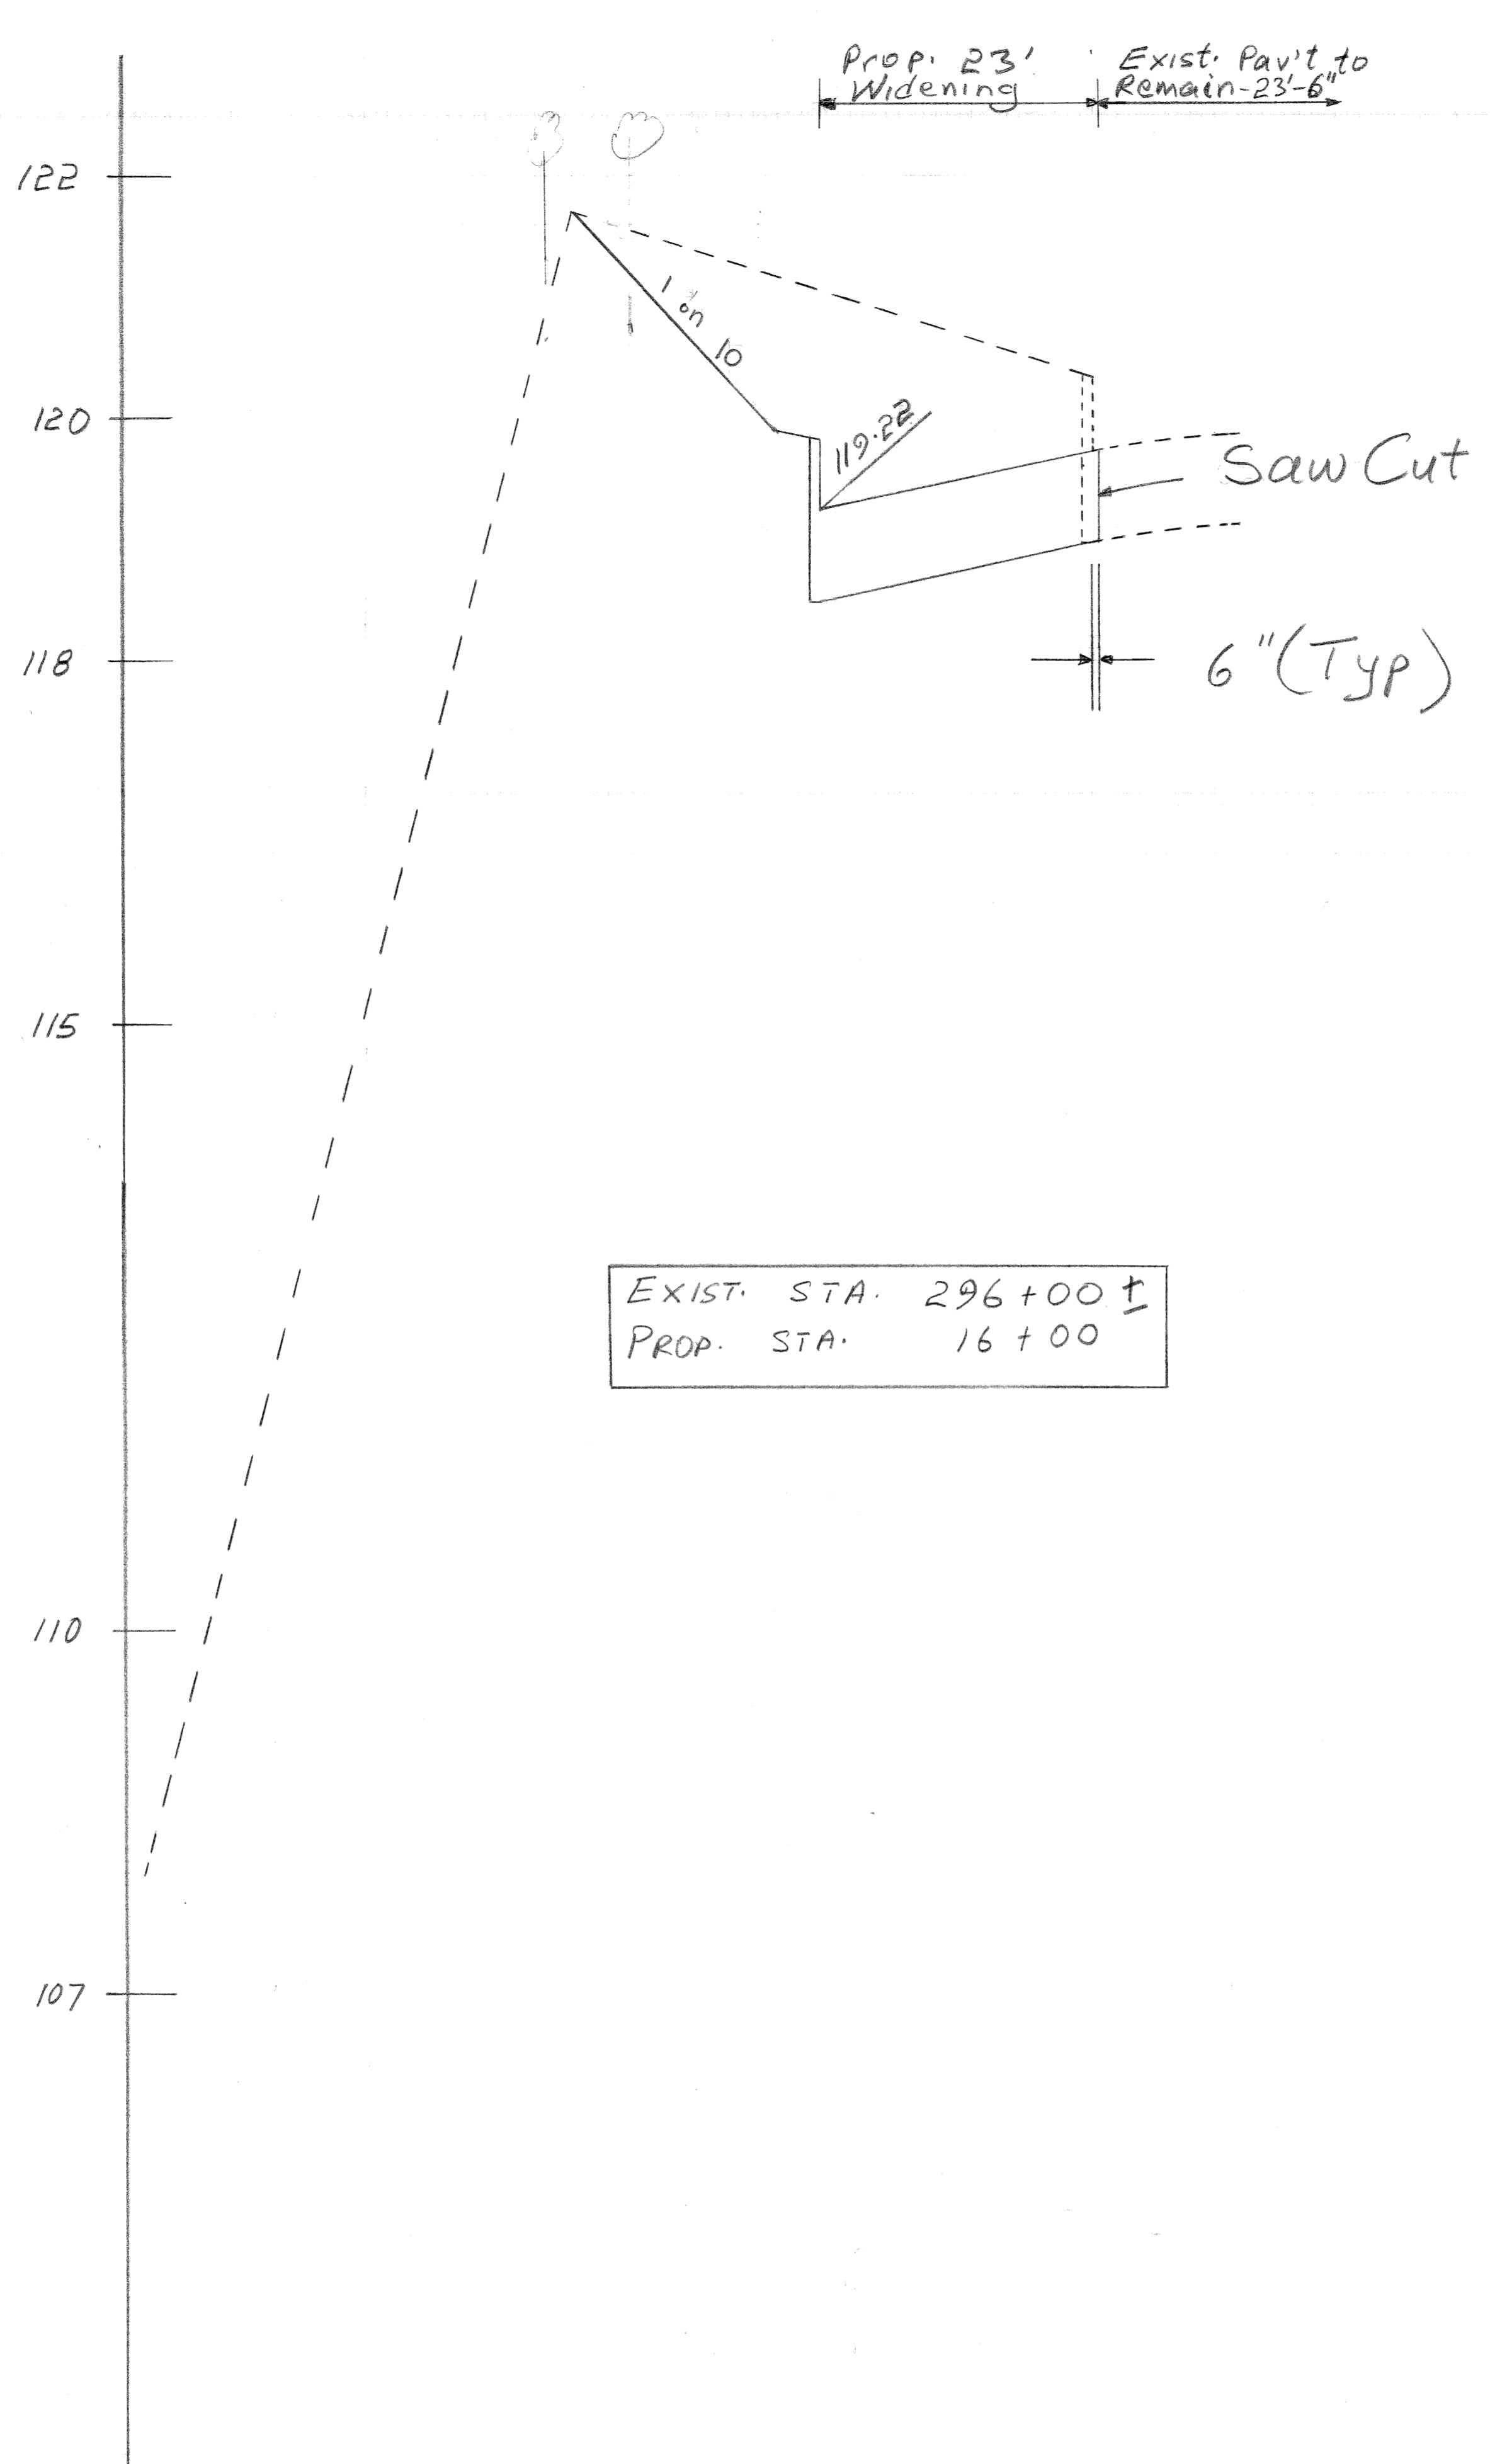 Prop. 23'
Widening
Exist. Pav't to
Remain-23'-6"
122
1 on 10
120
119.22
Saw Cut
118
6" (Typ)
115
EXIST. STA. 296+00 ±
PROP. STA. 16+00
110
107